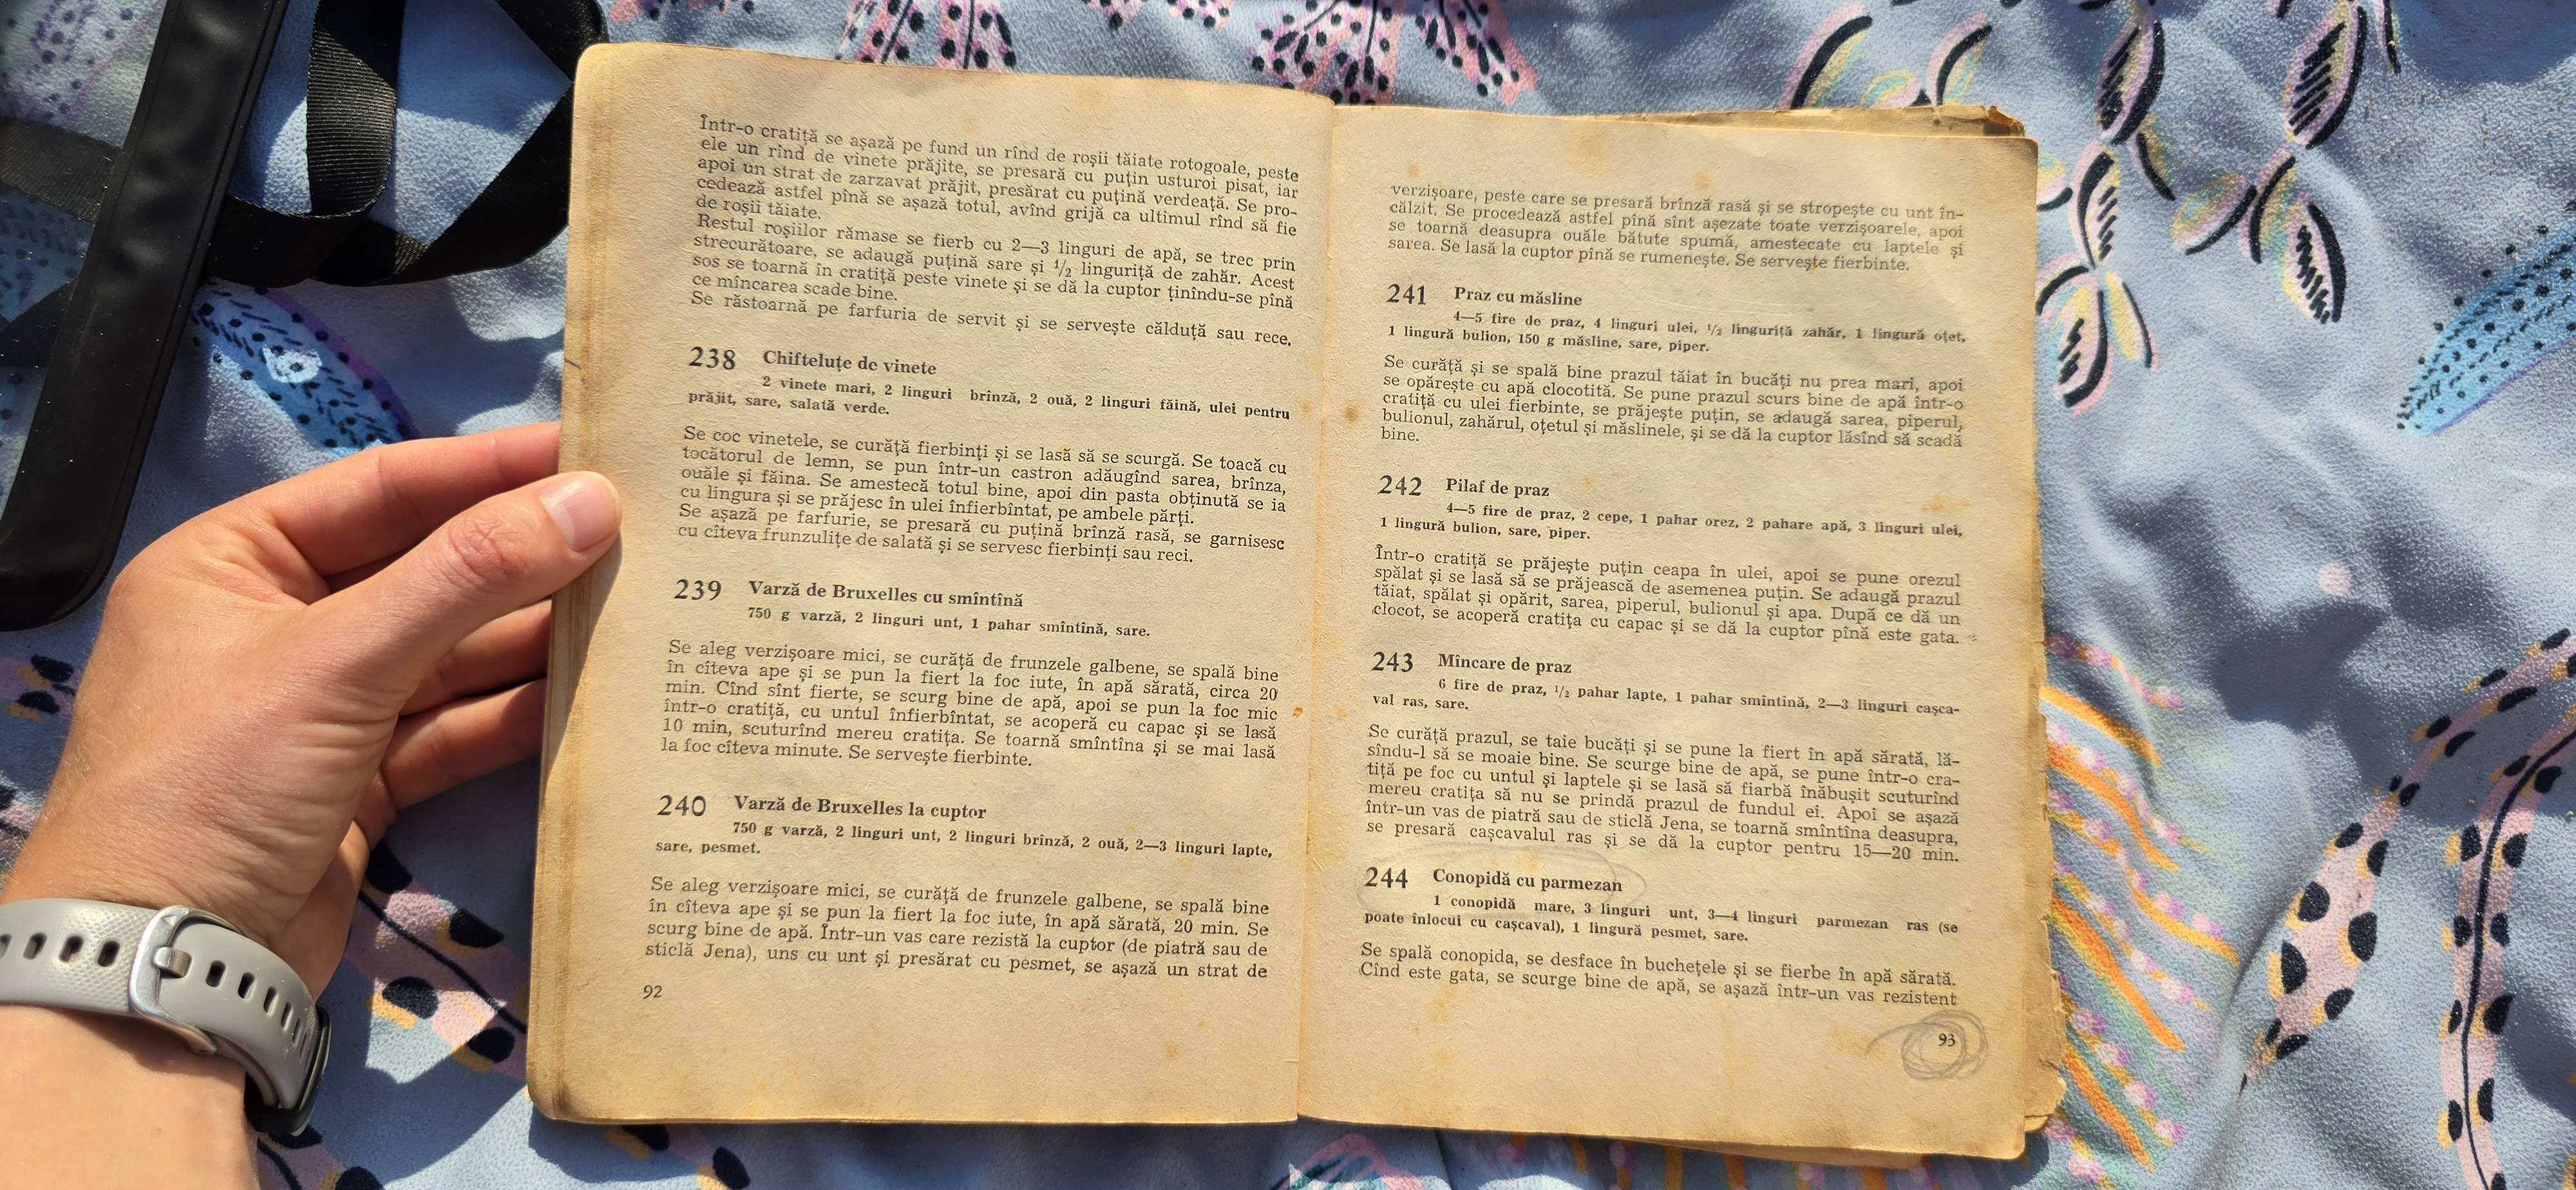 Într-o cratiță se așază pe fund un rînd de roșii tăiate rotogoale, peste
ele un rînd de vinete prăjite, se presară cu puțin usturoi pisat, iar
apoi un strat de zarzavat prăjit, presărat cu puțină verdeață. Se pro-
cedează astfel pînă se așază totul, avînd grijă ca ultimul rînd să fie
de roșii tăiate.
Restul roșiilor rămase se fierb cu 2—3 linguri de apă, se trec prin
strecurătoare, se adaugă puțină sare și 1/2 linguriță de zahăr. Acest
sos se toarnă în cratiță peste vinete și se dă la cuptor ținîndu-se pînă
ce mîncarea scade bine.
Se răstoarnă pe farfuria de servit și se servește călduță sau rece.
238 Chifteluțe de vinete
2 vinete mari, 2 linguri brînză, 2 ouă, 2 linguri făină, ulei pentru
prăjit, sare, salată verde.
Se coc vinetele, se curăță fierbinți și se lasă să se scurgă. Se toacă cu
tocătorul de lemn, se pun într-un castron adăugînd sarea, brînza,
ouăle și făina. Se amestecă totul bine, apoi din pasta obținută se ia
cu lingura și se prăjesc în ulei înfierbîntat, pe ambele părți.
Se așază pe farfurie, se presară cu puțină brînză rasă, se garnisesc
cu cîteva frunzulițe de salată și se servesc fierbinți sau reci.
239 Varză de Bruxelles cu smîntînă
750 g varză, 2 linguri unt, 1 pahar smîntînă, sare.
Se aleg verzișoare mici, se curăță de frunzele galbene, se spală bine
în cîteva ape și se pun la fiert la foc iute, în apă sărată, circa 20
min. Cînd sînt fierte, se scurg bine de apă, apoi se pun la foc mic
într-o cratiță, cu untul înfierbîntat, se acoperă cu capac și se lasă
10 min, scuturînd mereu cratița. Se toarnă smîntîna și se mai lasă
la foc cîteva minute. Se servește fierbinte.
240 Varză de Bruxelles la cuptor
750 g varză, 2 linguri unt, 2 linguri brînză, 2 ouă, 2—3 linguri lapte,
sare, pesmet.
Se aleg verzișoare mici, se curăță de frunzele galbene, se spală bine
în cîteva ape și se pun la fiert la foc iute, în apă sărată, 20 min. Se
scurg bine de apă. Într-un vas care rezistă la cuptor (de piatră sau de
sticlă Jena), uns cu unt și presărat cu pesmet, se așază un strat de
92
verzișoare, peste care se presară brînză rasă și se stropește cu unt în-
călzit. Se procedează astfel pînă sînt așezate toate verzișoarele, apoi
se toarnă deasupra ouăle bătute spumă, amestecate cu laptele și
sarea. Se lasă la cuptor pînă se rumenește. Se servește fierbinte.
241 Praz cu măsline
4—5 fire de praz, 4 linguri ulei, 1/2 linguriță zahăr, 1 lingură oțet,
1 lingură bulion, 150 g măsline, sare, piper.
Se curăță și se spală bine prazul tăiat în bucăți nu prea mari, apoi
se opărește cu apă clocotită. Se pune prazul scurs bine de apă într-o
cratiță cu ulei fierbinte, se prăjește puțin, se adaugă sarea, piperul,
bulionul, zahărul, oțetul și măslinele, și se dă la cuptor lăsînd să scadă
bine.
242 Pilaf de praz
4—5 fire de praz, 2 cepe, 1 pahar orez, 2 pahare apă, 3 linguri ulei,
1 lingură bulion, sare, piper.
Într-o cratiță se prăjește puțin ceapa în ulei, apoi se pune orezul
spălat și se lasă să se prăjească de asemenea puțin. Se adaugă prazul
tăiat, spălat și opărit, sarea, piperul, bulionul și apa. După ce dă un
clocot, se acoperă cratița cu capac și se dă la cuptor pînă este gata.
243 Mîncare de praz
6 fire de praz, 1/2 pahar lapte, 1 pahar smîntînă, 2—3 linguri cașca-
val ras, sare.
Se curăță prazul, se taie bucăți și se pune la fiert în apă sărată, lă-
sîndu-l să se moaie bine. Se scurge bine de apă, se pune într-o cra-
tiță pe foc cu untul și laptele și se lasă să fiarbă înăbușit scuturînd
mereu cratița să nu se prindă prazul de fundul ei. Apoi se așază
într-un vas de piatră sau de sticlă Jena, se toarnă smîntîna deasupra,
se presară cașcavalul ras și se dă la cuptor pentru 15—20 min.
244 Conopidă cu parmezan
1 conopidă mare, 3 linguri unt, 3—4 linguri parmezan ras (se
poate înlocui cu cașcaval), 1 lingură pesmet, sare.
Se spală conopida, se desface în buchețele și se fierbe în apă sărată.
Cînd este gata, se scurge bine de apă, se așază într-un vas rezistent
93